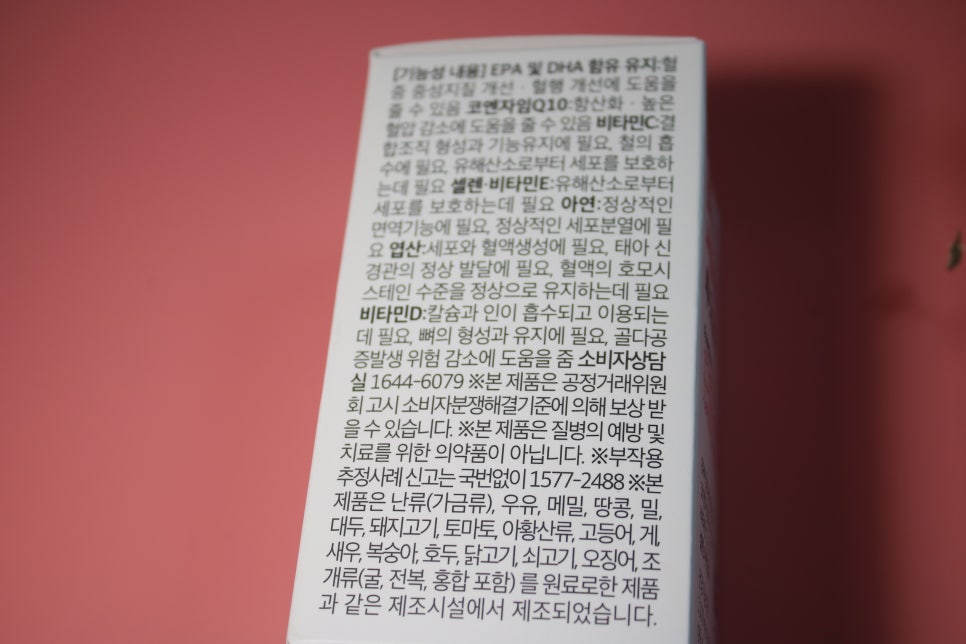 [기능성 내용] EPA 및 DHA 함유 유지:혈
중 중성지질 개선 · 혈행 개선에 도움을
줄 수 있음 코엔자임Q10:항산화 · 높은
혈압 감소에 도움을 줄 수 있음 비타민C:결
합조직 형성과 기능유지에 필요, 철의 흡
수에 필요, 유해산소로부터 세포를 보호하
는데 필요 셀렌·비타민E:유해산소로부터
세포를 보호하는데 필요 아연:정상적인
면역기능에 필요, 정상적인 세포분열에 필
요 엽산:세포와 혈액생성에 필요, 태아 신
경관의 정상 발달에 필요, 혈액의 호모시
스테인 수준을 정상으로 유지하는데 필요
비타민D:칼슘과 인이 흡수되고 이용되는
데 필요, 뼈의 형성과 유지에 필요, 골다공
증발생 위험 감소에 도움을 줌 소비자상담
실 1644-6079 ※본 제품은 공정거래위원
회 고시 소비자분쟁해결기준에 의해 보상 받
을 수 있습니다. ※본 제품은 질병의 예방 및
치료를 위한 의약품이 아닙니다. ※부작용
추정사례 신고는 국번없이 1577-2488 ※본
제품은 난류(가금류), 우유, 메밀, 땅콩, 밀,
대두, 돼지고기, 토마토, 아황산류, 고등어, 게,
새우, 복숭아, 호두, 닭고기, 쇠고기, 오징어, 조
개류(굴, 전복, 홍합 포함) 를 원료로한 제품
과 같은 제조시설에서 제조되었습니다.